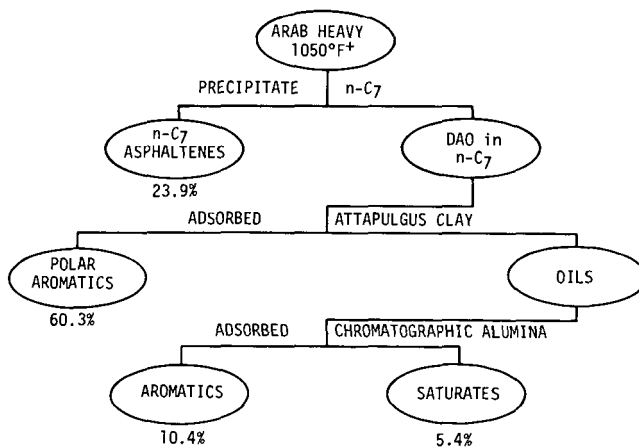 ARAB HEAVY
1050°F+
PRECIPITATE n-C7
n-C7
ASPHALTENES
DAO in
n-C7
23.9%
ADSORBED ATTAPULGUS CLAY
POLAR
AROMATICS
OILS
60.3%
ADSORBED CHROMATOGRAPHIC ALUMINA
AROMATICS
SATURATES
10.4%
5.4%